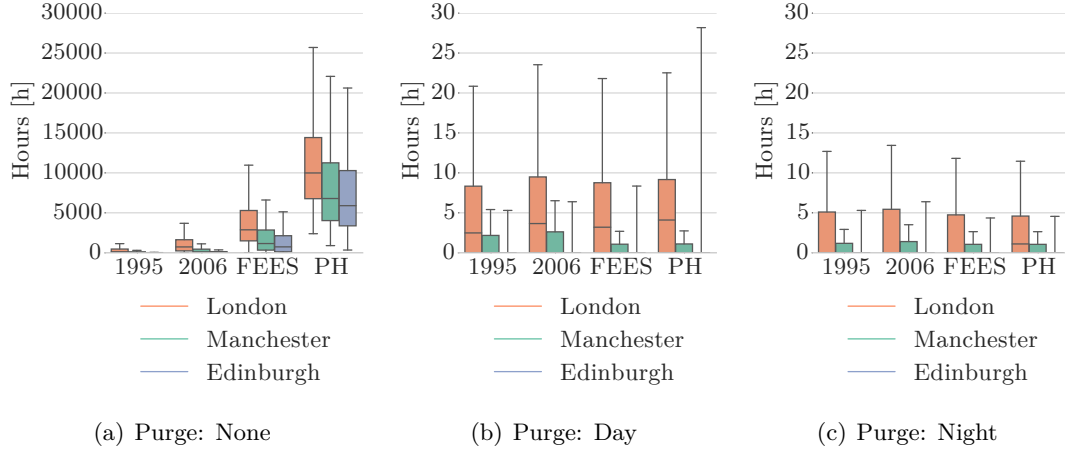 30000
25000
20000
15000
10000
5000
0
Hours [h]
1995 2006 FEES PH
London
Manchester
Edinburgh
(a) Purge: None
30
25
20
15
10
5
0
Hours [h]
1995 2006 FEES PH
London
Manchester
Edinburgh
(b) Purge: Day
30
25
20
15
10
5
0
Hours [h]
1995 2006 FEES PH
London
Manchester
Edinburgh
(c) Purge: Night